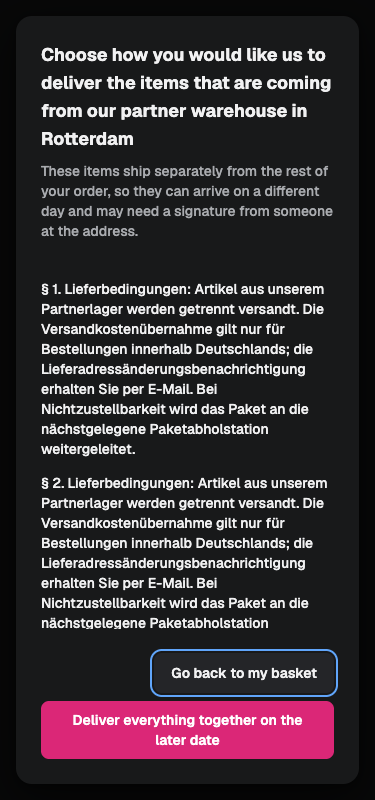 Choose how you would like us to
deliver the items that are coming
from our partner warehouse in
Rotterdam
These items ship separately from the rest of
your order, so they can arrive on a different
day and may need a signature from someone
at the address.
§ 1. Lieferbedingungen: Artikel aus unserem
Partnerlager werden getrennt versandt. Die
Versandkostenübernahme gilt nur für
Bestellungen innerhalb Deutschlands; die
Lieferadressänderungsbenachrichtigung
erhalten Sie per E-Mail. Bei
Nichtzustellbarkeit wird das Paket an die
nächstgelegene Paketabholstation
weitergeleitet.
§ 2. Lieferbedingungen: Artikel aus unserem
Partnerlager werden getrennt versandt. Die
Versandkostenübernahme gilt nur für
Bestellungen innerhalb Deutschlands; die
Lieferadressänderungsbenachrichtigung
erhalten Sie per E-Mail. Bei
Nichtzustellbarkeit wird das Paket an die
nächstgelegene Paketabholstation
Go back to my basket
Deliver everything together on the
later date